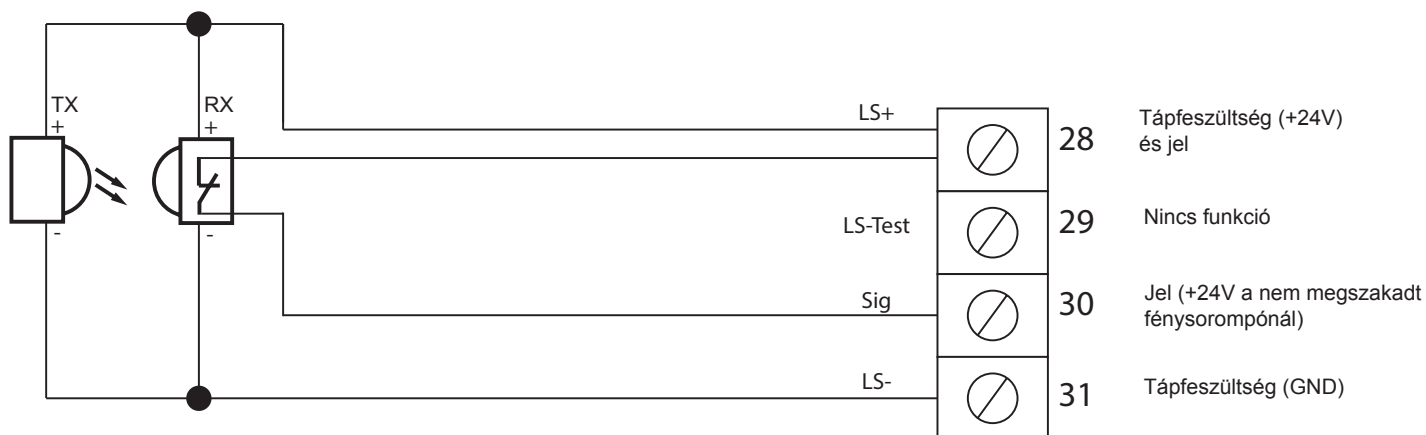 TX
+
-
RX
+
-
LS+
28
Tápfeszültség (+24V)
és jel
LS-Test
29
Nincs funkció
Sig
30
Jel (+24V a nem megszakadt
fénysorompónál)
LS-
31
Tápfeszültség (GND)